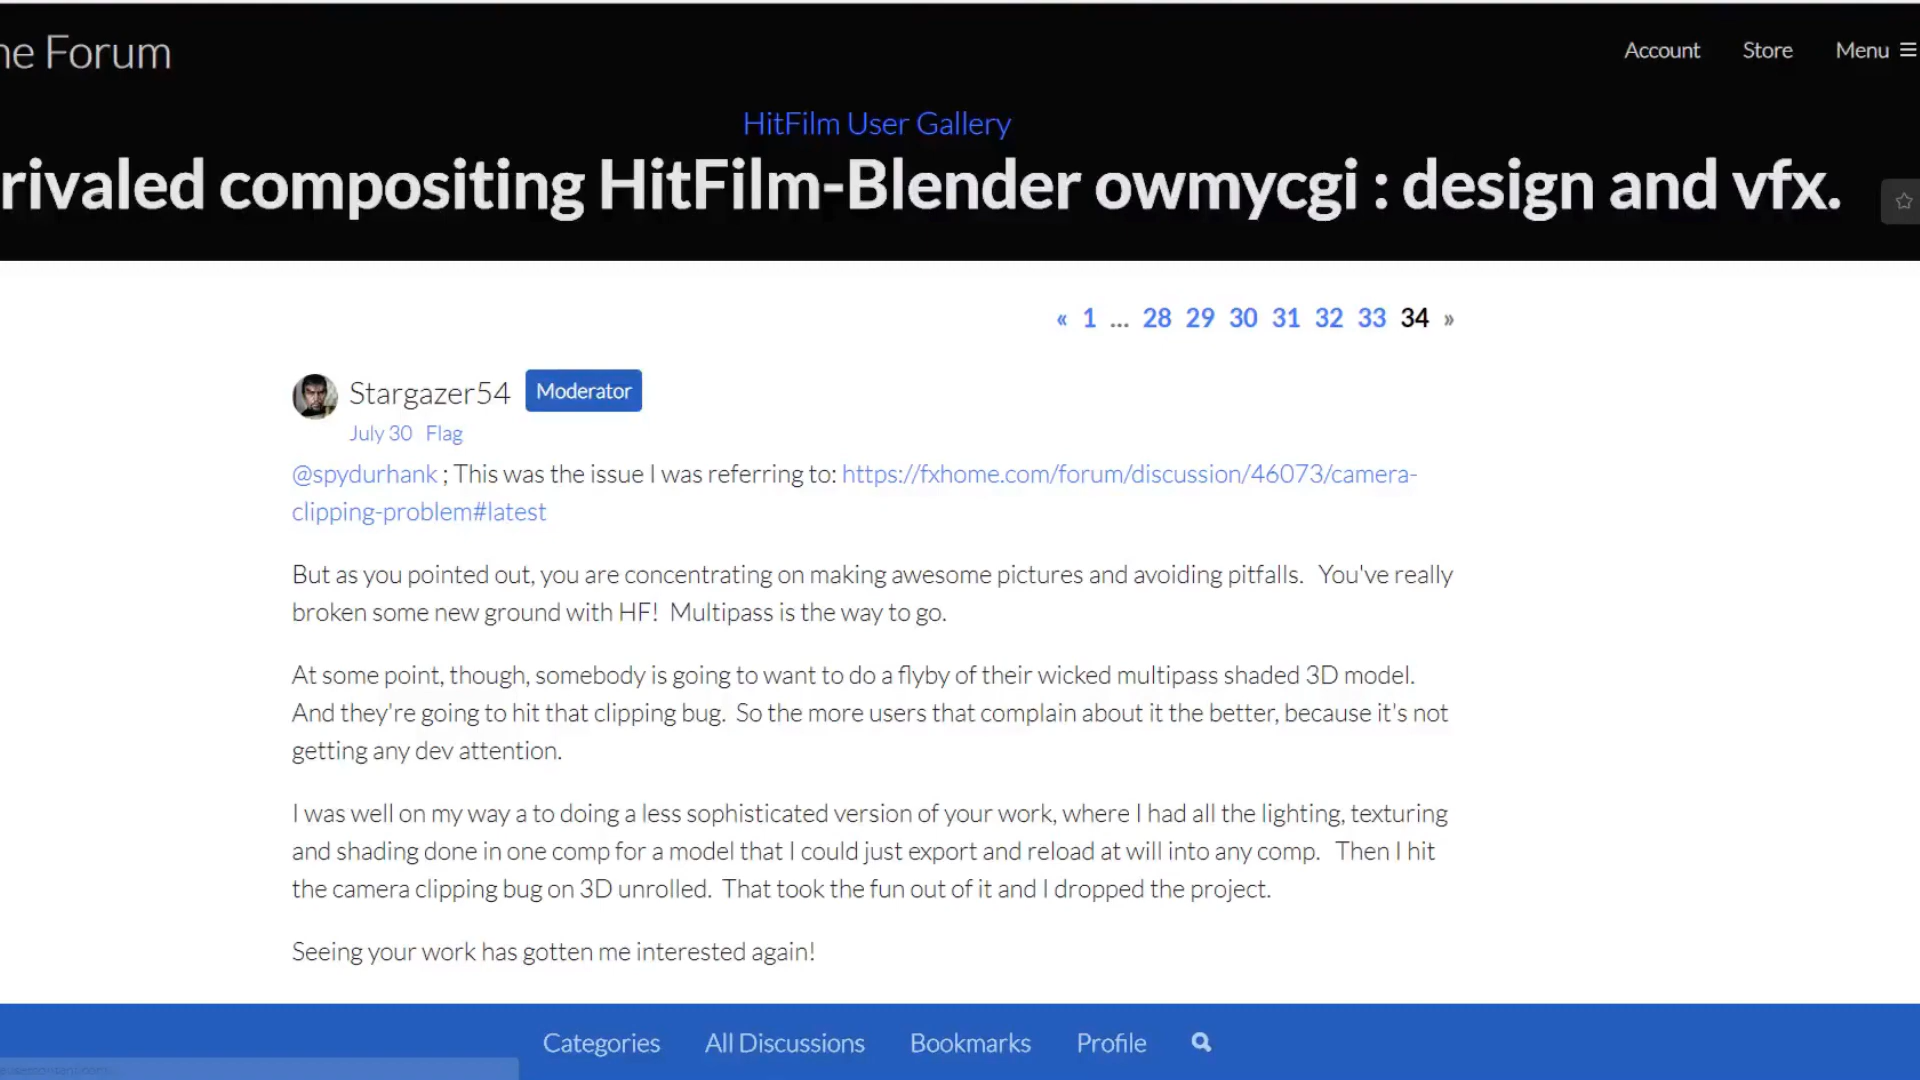 he Forum
Account Store Menu
HitFilm User Gallery
rivaled compositing HitFilm-Blender owmycgi : design and vfx.
« 1 ... 28 29 30 31 32 33 34 »
Stargazer54 Moderator
July 30 Flag
@spydurhank ; This was the issue I was referring to: https://fxhome.com/forum/discussion/46073/camera-
clipping-problem#latest
But as you pointed out, you are concentrating on making awesome pictures and avoiding pitfalls. You've really
broken some new ground with HF! Multipass is the way to go.
At some point, though, somebody is going to want to do a flyby of their wicked multipass shaded 3D model.
And they're going to hit that clipping bug. So the more users that complain about it the better, because it's not
getting any dev attention.
I was well on my way a to doing a less sophisticated version of your work, where I had all the lighting, texturing
and shading done in one comp for a model that I could just export and reload at will into any comp. Then I hit
the camera clipping bug on 3D unrolled. That took the fun out of it and I dropped the project.
Seeing your work has gotten me interested again!
Categories All Discussions Bookmarks Profile